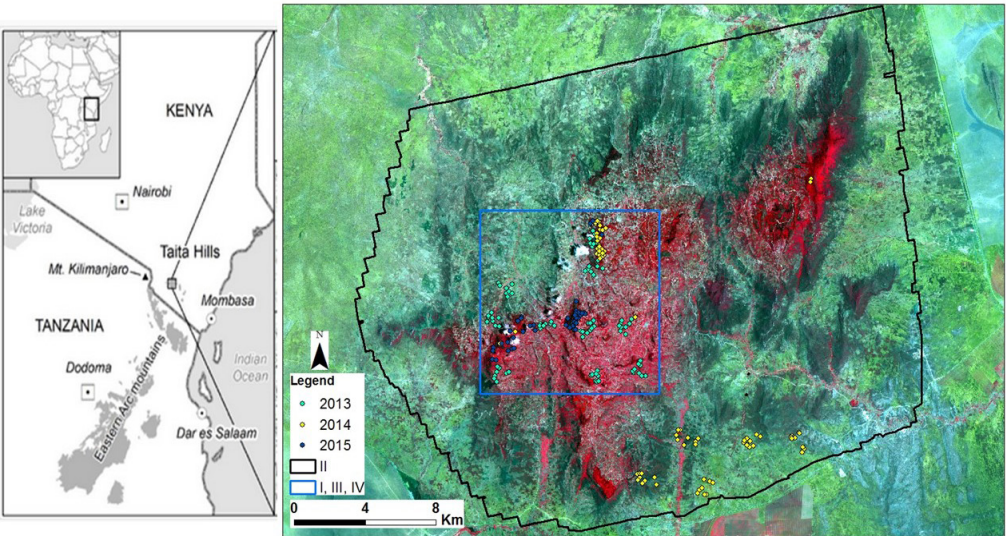 KENYA
Nairobi
Lake
Victoria
Taita Hills
Mt. Kilimanjaro
Mombasa
TANZANIA
Indian
Ocean
Dodoma
Eastern Arc mountains
Dar es Salaam
N
Legend
2013
2014
2015
II
I, III, IV
0 4 8
Km